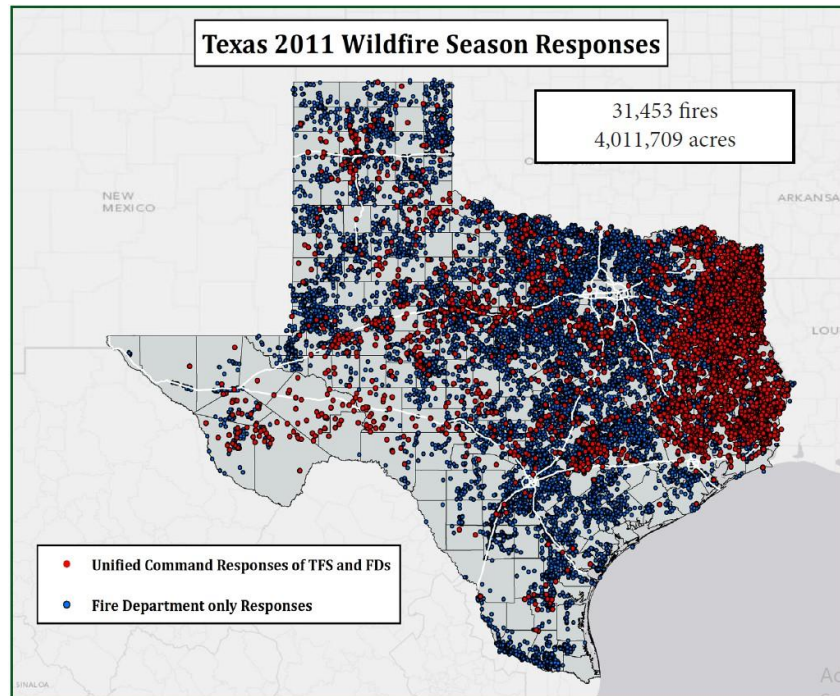 Texas 2011 Wildfire Season Responses
31,453 fires
4,011,709 acres
NEW
MEXICO
ARKANSA
LOU
Unified Command Responses of TFS and FDs
Fire Department only Responses
SINALOA